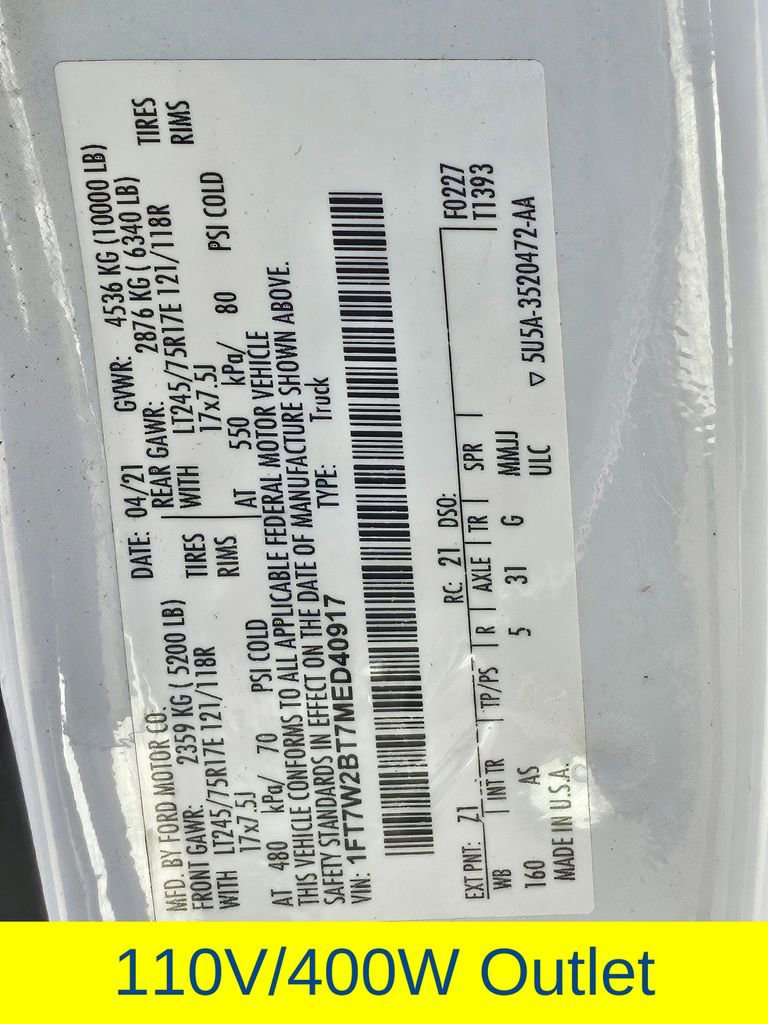 MFD. BY FORD MOTOR CO.
DATE: 04/21 GVWR: 4536 KG (10000 LB)
FRONT GAWR: 2359 KG ( 5200 LB)
REAR GAWR: 2876 KG ( 6340 LB)
WITH LT245/75R17E 121/118R TIRES
WITH LT245/75R17E 121/118R TIRES
17x7.5J RIMS
17x7.5J RIMS
AT 480 kPa/ 70 PSI COLD
AT 550 kPa/ 80 PSI COLD
THIS VEHICLE CONFORMS TO ALL APPLICABLE FEDERAL MOTOR VEHICLE
SAFETY STANDARDS IN EFFECT ON THE DATE OF MANUFACTURE SHOWN ABOVE.
VIN: 1FT7W2BT7MED40917 TYPE: Truck
F0227
T1393
EXT PNT: Z1 RC: 21 DSO:
WB INT TR TP/PS R AXLE TR SPR
160 AS 5 31 G MMJJ
ULC
MADE IN U.S.A.
▽ 5U5A-3520472-AA
110V/400W Outlet